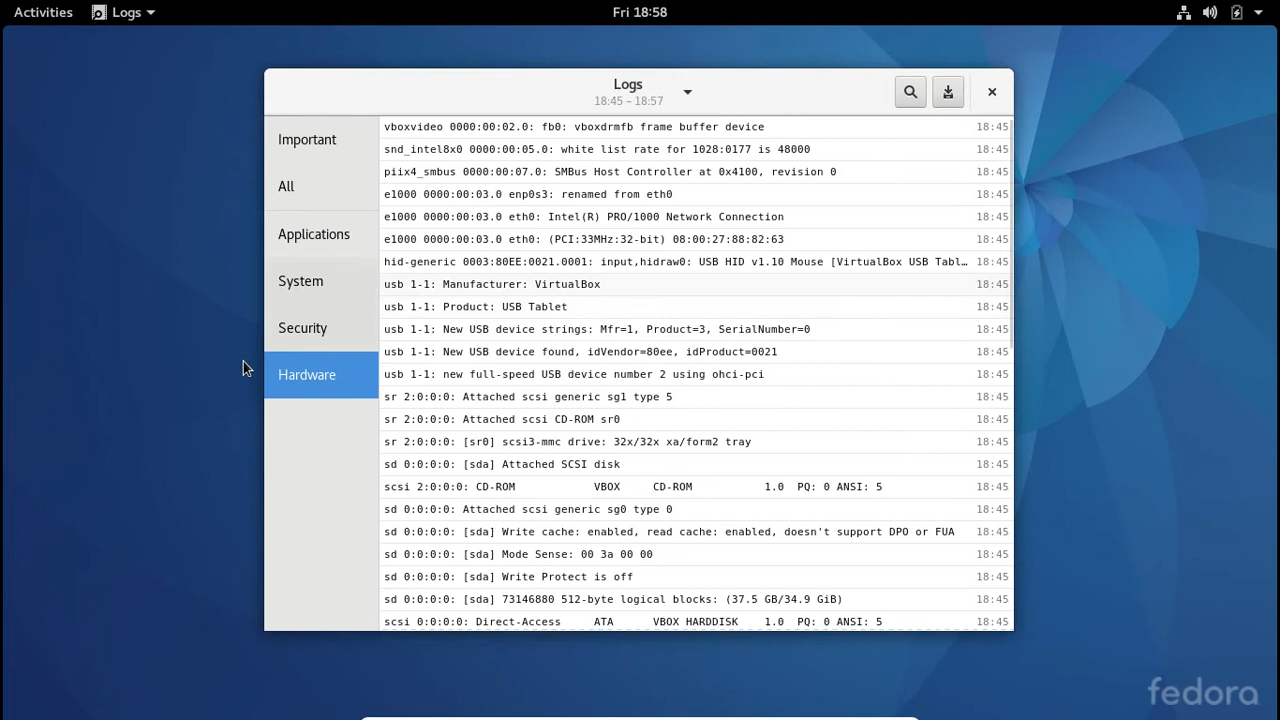 Activities Logs Fri 18:58
Logs
18:45 – 18:57
Important
All
Applications
System
Security
Hardware
vboxvideo 0000:00:02.0: fb0: vboxdrmfb frame buffer device 18:45
snd_intel8x0 0000:00:05.0: white list rate for 1028:0177 is 48000 18:45
piix4_smbus 0000:00:07.0: SMBus Host Controller at 0x4100, revision 0 18:45
e1000 0000:00:03.0 enp0s3: renamed from eth0 18:45
e1000 0000:00:03.0 eth0: Intel(R) PRO/1000 Network Connection 18:45
e1000 0000:00:03.0 eth0: (PCI:33MHz:32-bit) 08:00:27:88:82:63 18:45
hid-generic 0003:80EE:0021.0001: input,hidraw0: USB HID v1.10 Mouse [VirtualBox USB Tabl… 18:45
usb 1-1: Manufacturer: VirtualBox 18:45
usb 1-1: Product: USB Tablet 18:45
usb 1-1: New USB device strings: Mfr=1, Product=3, SerialNumber=0 18:45
usb 1-1: New USB device found, idVendor=80ee, idProduct=0021 18:45
usb 1-1: new full-speed USB device number 2 using ohci-pci 18:45
sr 2:0:0:0: Attached scsi generic sg1 type 5 18:45
sr 2:0:0:0: Attached scsi CD-ROM sr0 18:45
sr 2:0:0:0: [sr0] scsi3-mmc drive: 32x/32x xa/form2 tray 18:45
sd 0:0:0:0: [sda] Attached SCSI disk 18:45
scsi 2:0:0:0: CD-ROM VBOX CD-ROM 1.0 PQ: 0 ANSI: 5 18:45
sd 0:0:0:0: Attached scsi generic sg0 type 0 18:45
sd 0:0:0:0: [sda] Write cache: enabled, read cache: enabled, doesn't support DPO or FUA 18:45
sd 0:0:0:0: [sda] Mode Sense: 00 3a 00 00 18:45
sd 0:0:0:0: [sda] Write Protect is off 18:45
sd 0:0:0:0: [sda] 73146880 512-byte logical blocks: (37.5 GB/34.9 GiB) 18:45
scsi 0:0:0:0: Direct-Access ATA VBOX HARDDISK 1.0 PQ: 0 ANSI: 5 18:45
fedora